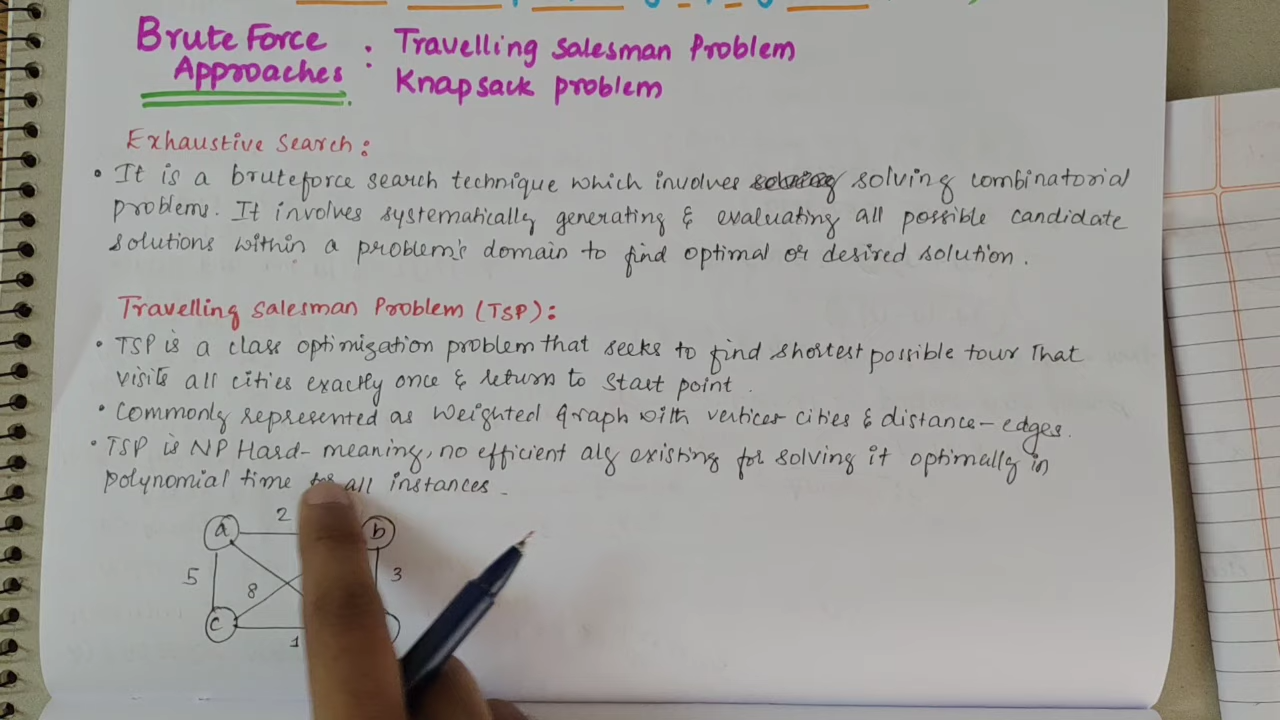 Brute Force : Travelling Salesman Problem
Approaches Knapsack problem
Exhaustive Search:
• It is a bruteforce search technique which involves solving combinatorial
problems. It involves systematically generating & evaluating all possible candidate
solutions within a problem's domain to find optimal or desired solution.
Travelling Salesman Problem (TSP):
• TSP is a class optimization problem that seeks to find shortest possible tour That
visits all cities exactly once & return to start point.
• Commonly represented as Weighted Graph with vertices cities & distance - edges.
• TSP is NP Hard - meaning, no efficient alg existing for solving it optimally in
polynomial time for all instances.
a 2 b
5 8 3
c 1